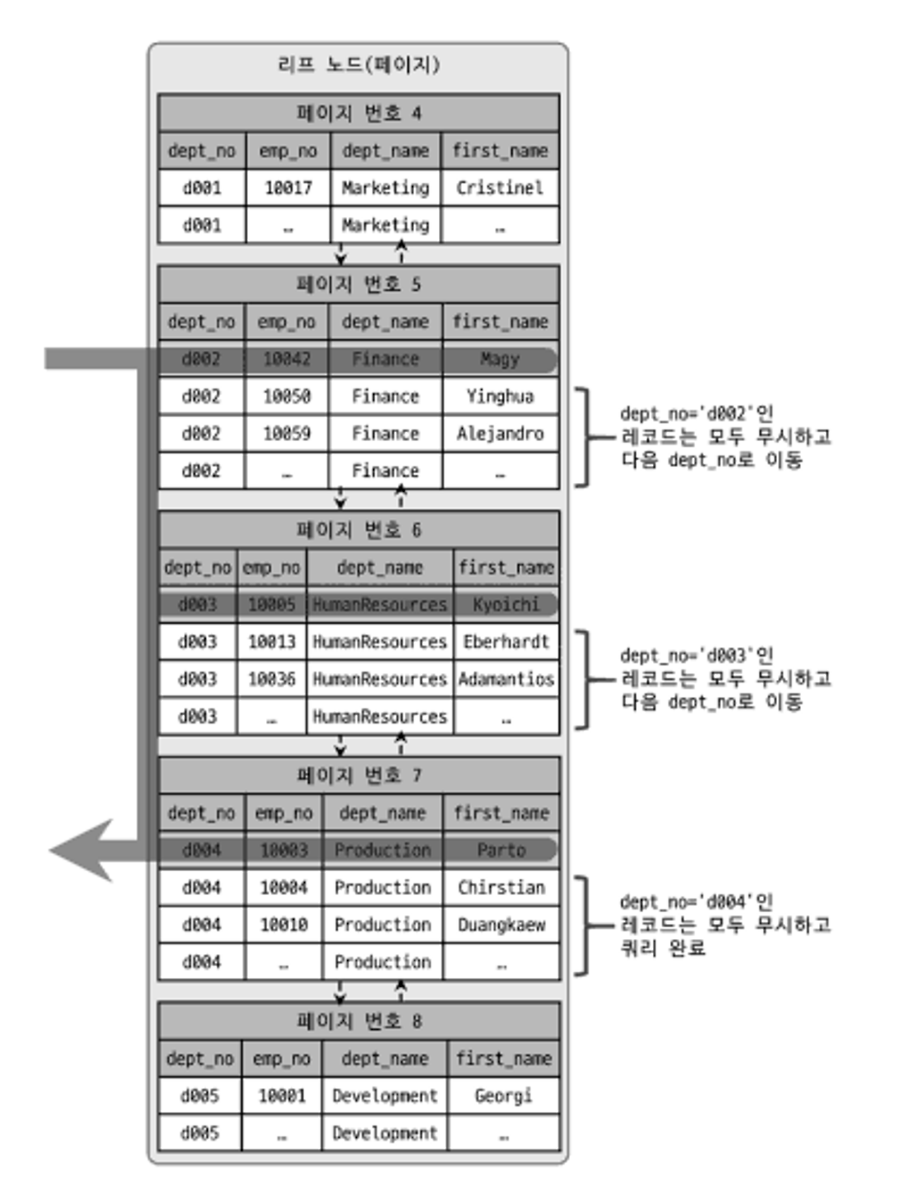 리프 노드(페이지)
페이지 번호 4
dept_no emp_no dept_name first_name
d001 10017 Marketing Cristinel
d001 … Marketing …
페이지 번호 5
dept_no emp_no dept_name first_name
d002 10042 Finance Magy
d002 10050 Finance Yinghua
d002 10059 Finance Alejandro
d002 … Finance …
dept_no='d002'인
레코드는 모두 무시하고
다음 dept_no로 이동
페이지 번호 6
dept_no emp_no dept_name first_name
d003 10005 HumanResources Kyoichi
d003 10013 HumanResources Eberhardt
d003 10036 HumanResources Adamantios
d003 … HumanResources …
dept_no='d003'인
레코드는 모두 무시하고
다음 dept_no로 이동
페이지 번호 7
dept_no emp_no dept_name first_name
d004 10003 Production Parto
d004 10004 Production Chirstian
d004 10010 Production Duangkaew
d004 … Production …
dept_no='d004'인
레코드는 모두 무시하고
쿼리 완료
페이지 번호 8
dept_no emp_no dept_name first_name
d005 10001 Development Georgi
d005 … Development …